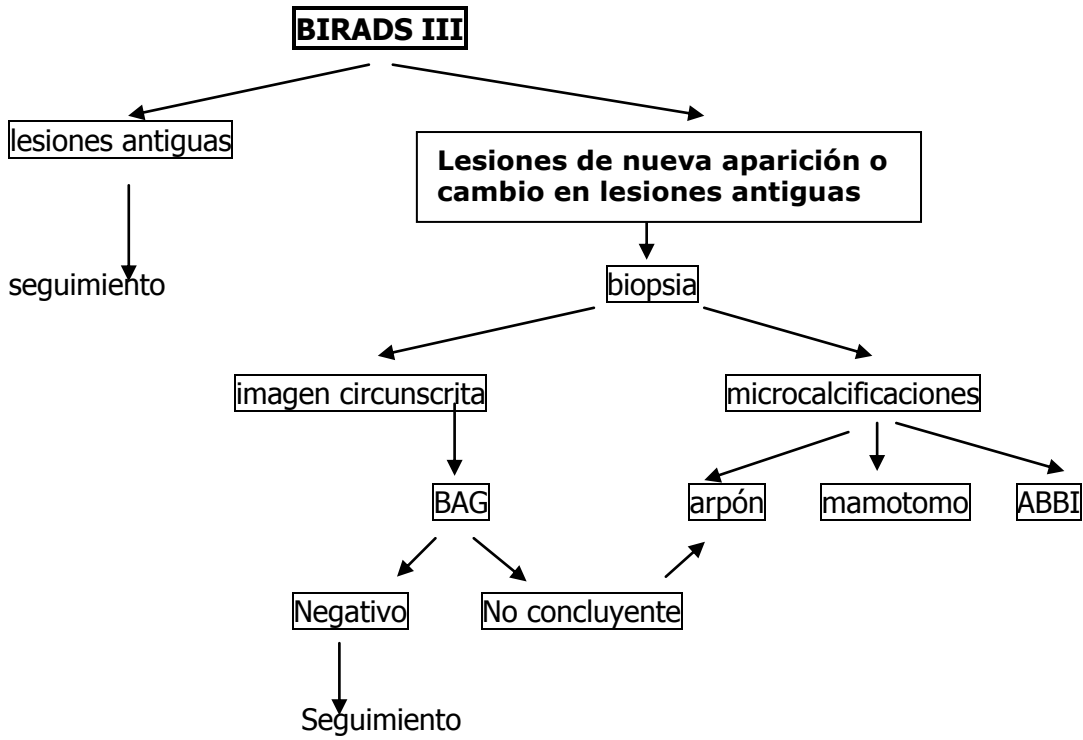 BIRADS III
lesiones antiguas
Lesiones de nueva aparición o
cambio en lesiones antiguas
seguimiento
biopsia
imagen circunscrita
microcalcificaciones
BAG
arpón
mamotomo
ABBI
Negativo
No concluyente
Seguimiento